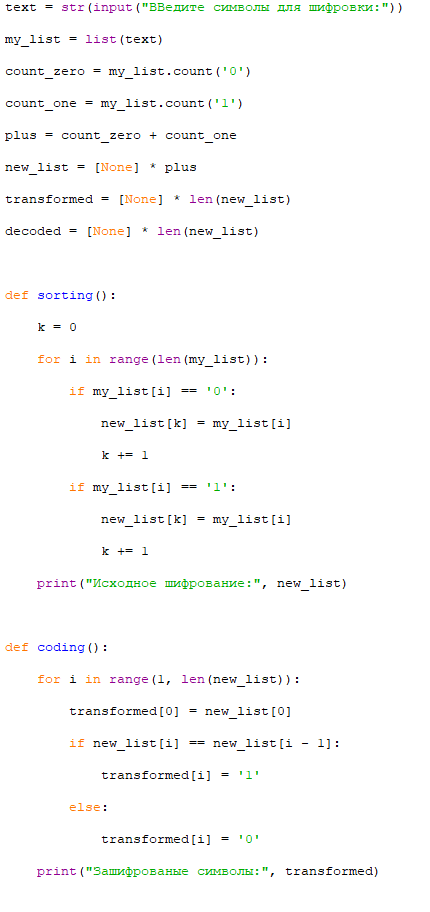 text = str(input("ВВедите символы для шифровки:"))
my_list = list(text)
count_zero = my_list.count('0')
count_one = my_list.count('1')
plus = count_zero + count_one
new_list = [None] * plus
transformed = [None] * len(new_list)
decoded = [None] * len(new_list)
def sorting():
    k = 0
    for i in range(len(my_list)):
        if my_list[i] == '0':
            new_list[k] = my_list[i]
            k += 1
        if my_list[i] == '1':
            new_list[k] = my_list[i]
            k += 1
    print("Исходное шифрование:", new_list)
def coding():
    for i in range(1, len(new_list)):
        transformed[0] = new_list[0]
        if new_list[i] == new_list[i - 1]:
            transformed[i] = '1'
        else:
            transformed[i] = '0'
    print("Зашифрованые символы:", transformed)